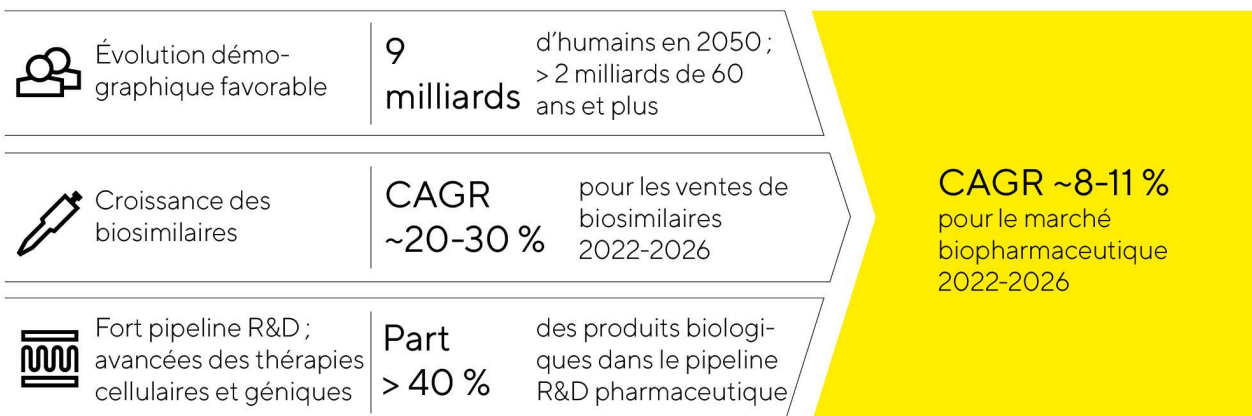 Évolution démo-
graphique favorable
9
milliards
d'humains en 2050 ;
> 2 milliards de 60
ans et plus
Croissance des
biosimilaires
CAGR
~20-30 %
pour les ventes de
biosimilaires
2022-2026
Fort pipeline R&D ;
avancées des thérapies
cellulaires et géniques
Part
> 40 %
des produits biologi-
ques dans le pipeline
R&D pharmaceutique
CAGR ~8-11 %
pour le marché
biopharmaceutique
2022-2026